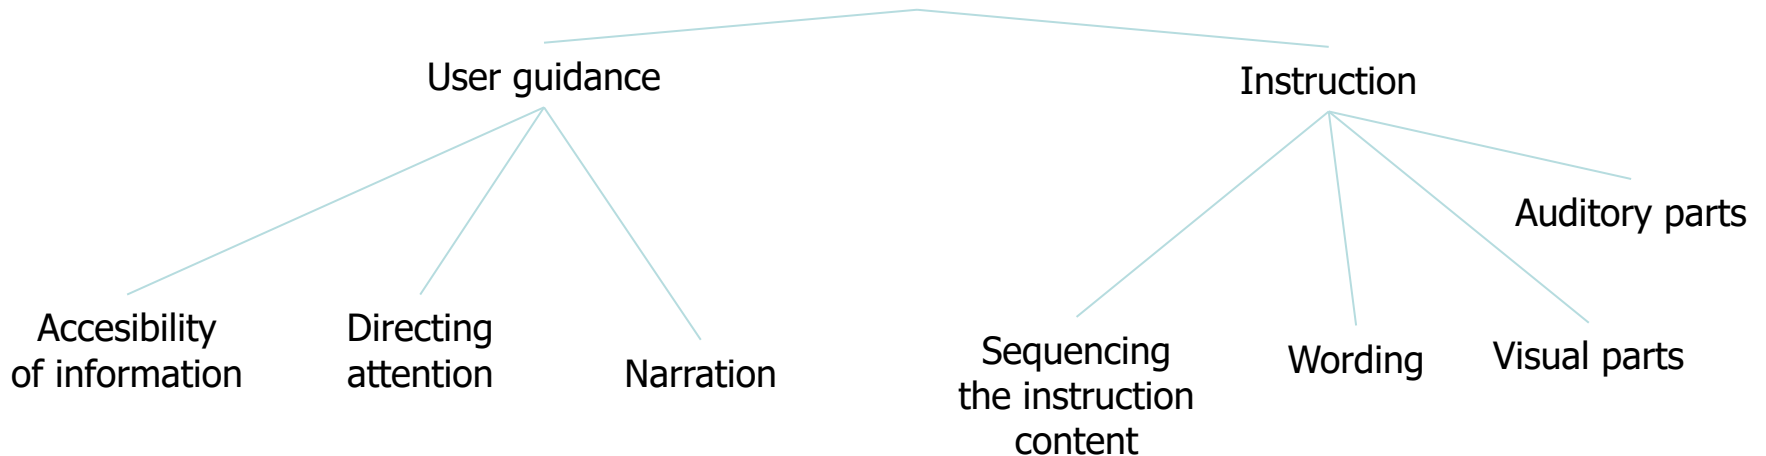 User guidance
Instruction
Auditory parts
Accesibility
of information
Directing
attention
Narration
Sequencing
the instruction
content
Wording
Visual parts